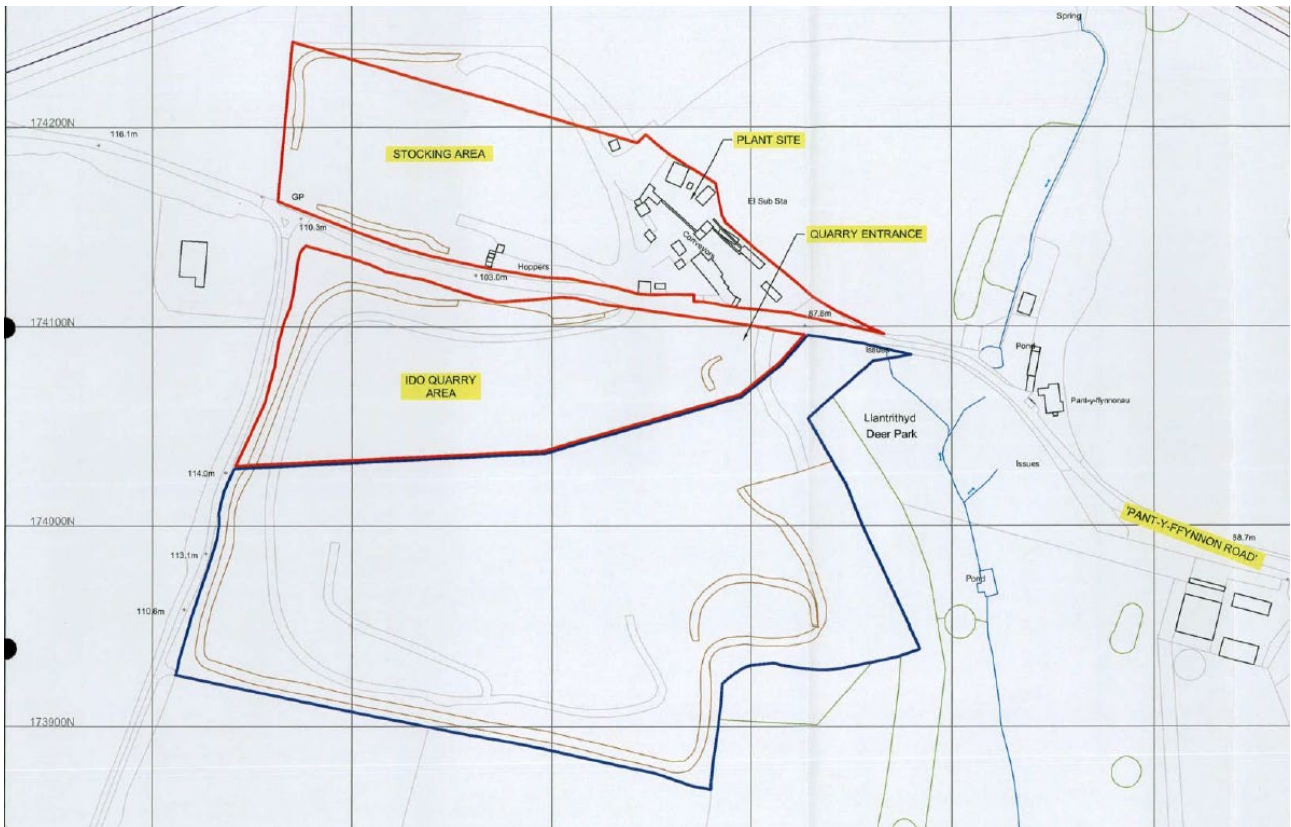 Spring
174200N
116.1m
STOCKING AREA
PLANT SITE
GP
El Sub Sta
110.3m
QUARRY ENTRANCE
Conveyors
Hoppers
103.0m
87.8m
174100N
Issues
Pond
IDO QUARRY
AREA
Pant-y-ffynnonau
Llantrithyd
Deer Park
114.0m
Issues
174000N
'PANT-Y-FFYNNON ROAD'
88.7m
113.1m
Pond
110.6m
173900N